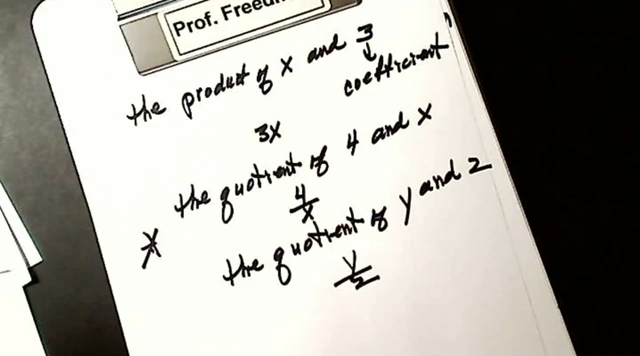 Prof. Freed
the product of x and 3
↓
coefficient
3x
the quotient of 4 and x
4/x
the quotient of y and 2
y/2